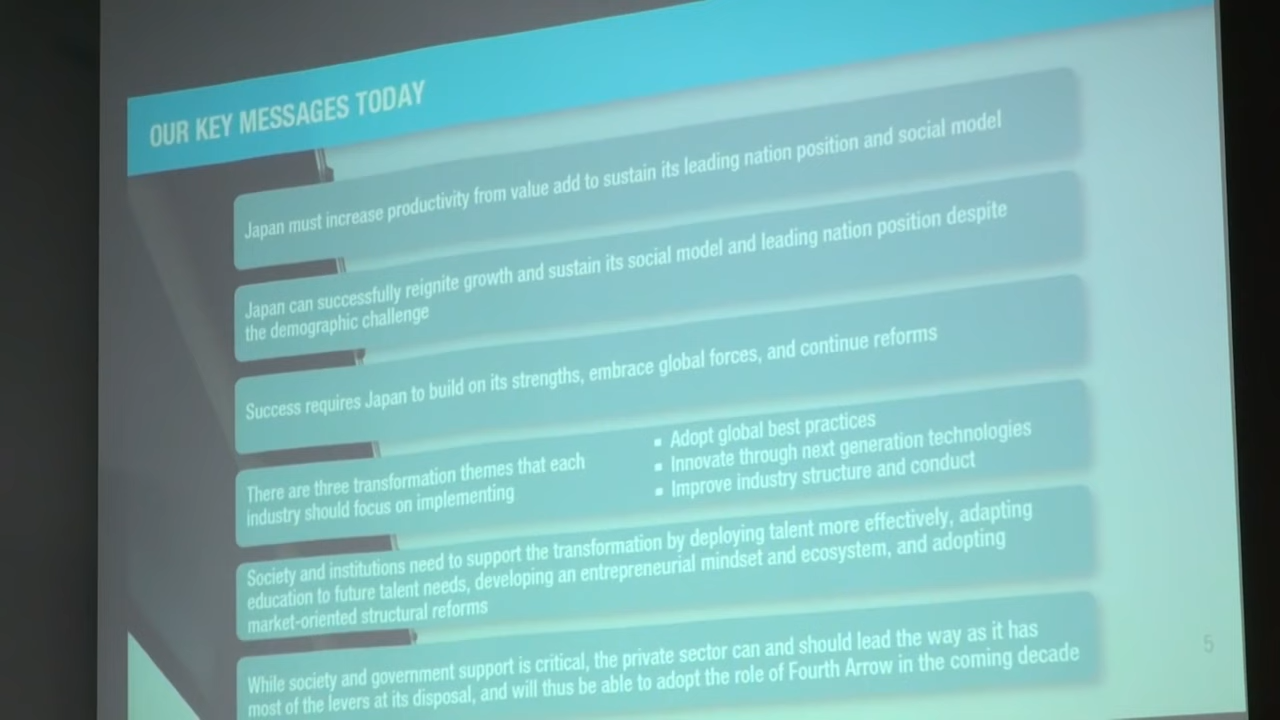 OUR KEY MESSAGES TODAY
Japan must increase productivity from value add to sustain its leading nation position and social model
Japan can successfully reignite growth and sustain its social model and leading nation position despite
the demographic challenge
Success requires Japan to build on its strengths, embrace global forces, and continue reforms
There are three transformation themes that each
industry should focus on implementing
▪ Adopt global best practices
▪ Innovate through next generation technologies
▪ Improve industry structure and conduct
Society and institutions need to support the transformation by deploying talent more effectively, adapting
education to future talent needs, developing an entrepreneurial mindset and ecosystem, and adopting
market-oriented structural reforms
While society and government support is critical, the private sector can and should lead the way as it has
most of the levers at its disposal, and will thus be able to adopt the role of Fourth Arrow in the coming decade
5